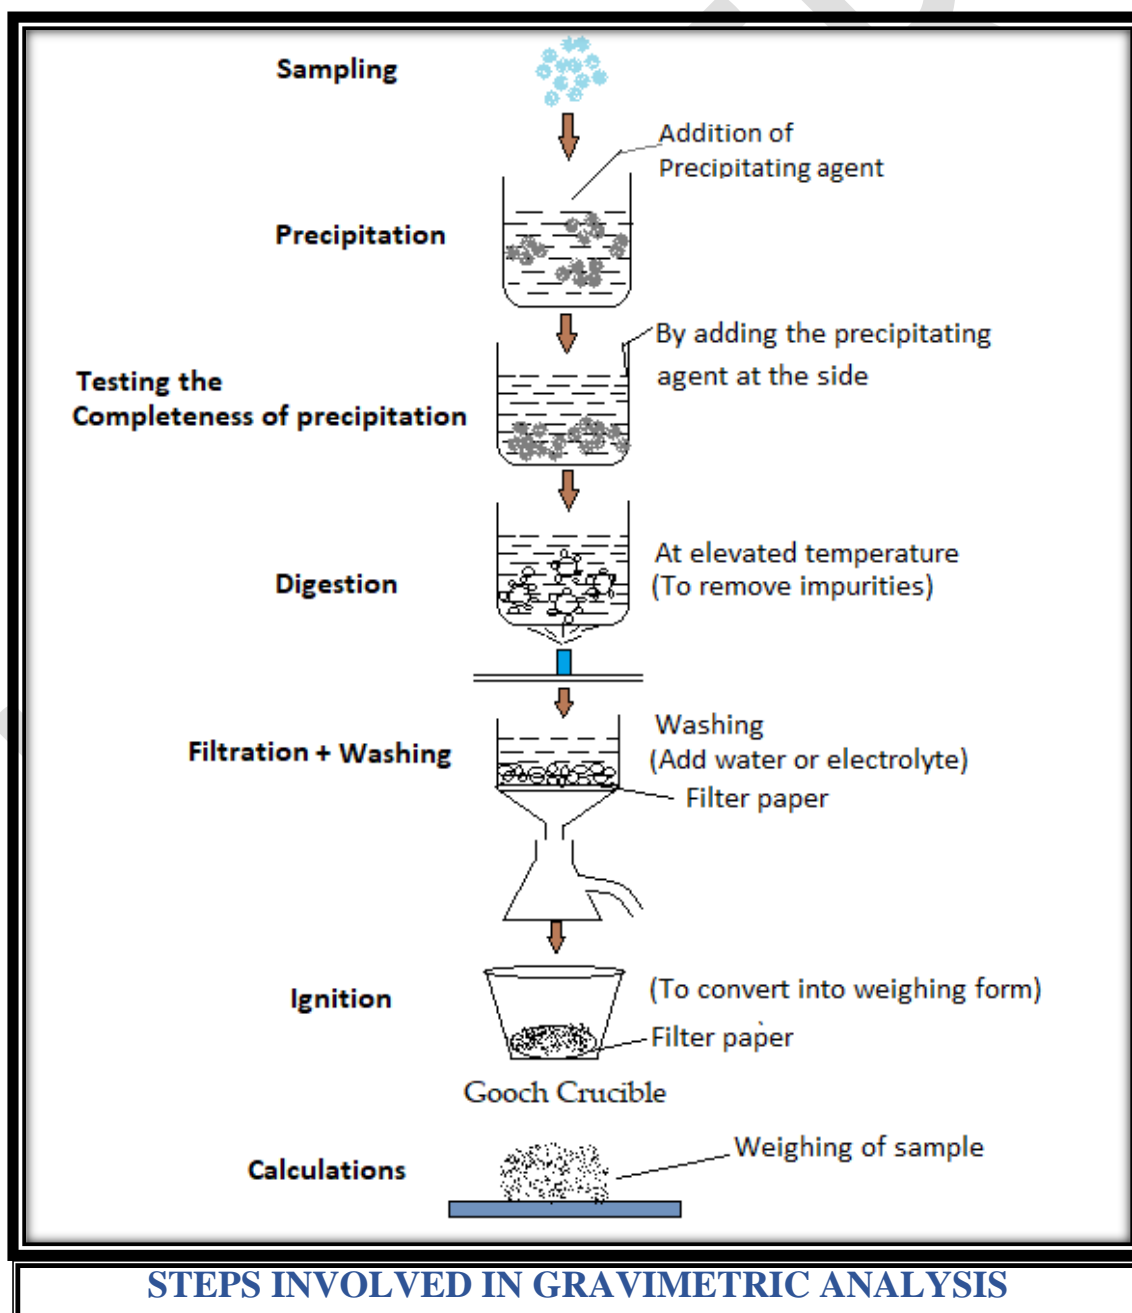 Sampling
Addition of
Precipitating agent
Precipitation
By adding the precipitating
agent at the side
Testing the
Completeness of precipitation
At elevated temperature
(To remove impurities)
Digestion
Washing
(Add water or electrolyte)
Filtration + Washing
Filter paper
Ignition
(To convert into weighing form)
Filter paper
Gooch Crucible
Weighing of sample
Calculations
STEPS INVOLVED IN GRAVIMETRIC ANALYSIS